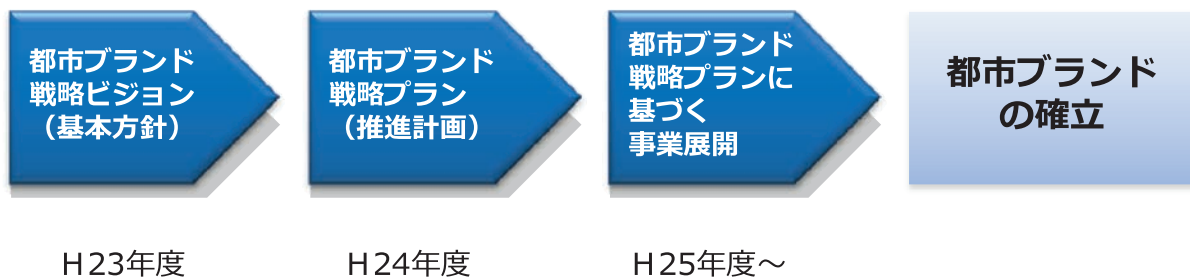 都市ブランド
戦略ビジョン
（基本方針）
都市ブランド
戦略プラン
（推進計画）
都市ブランド
戦略プランに
基づく
事業展開
都市ブランド
の確立
H23年度
H24年度
H25年度～